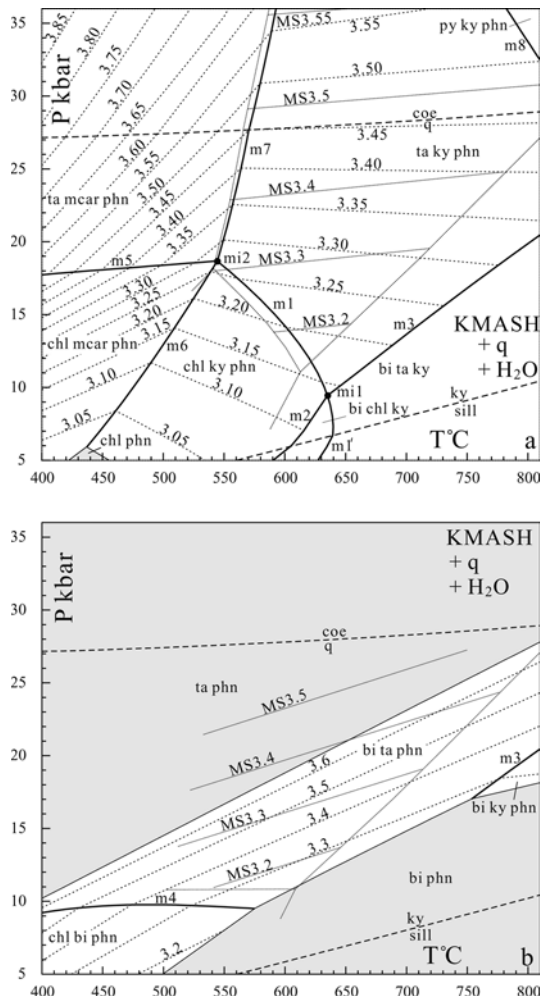 35
30
25
20
15
10
5
P kbar
3.85
3.80
3.75
3.70
3.65
3.60
3.55
3.50
3.45
3.40
3.35
MS3.55
3.55
py ky phn
m8
3.50
MS3.5
coe
q
3.45
m7
ta ky phn
3.40
ta mcar phn
MS3.4
3.35
m5
mi2
MS3.3
3.30
3.30
3.25
3.20
3.15
3.25
3.20
m1
MS3.2
m3
KMASH
+ q
+ H₂O
chl mcar phn
m6
chl ky phn
3.15
3.10
3.10
bi ta ky
mi1
m2
bi chl ky
ky
sill
3.05
chl phn
3.05
m1'
T°C
a
400 450 500 550 600 650 700 750 800
35
30
25
20
15
10
5
P kbar
KMASH
+ q
+ H₂O
coe
q
ta phn
MS3.5
MS3.4
3.6
bi ta phn
3.5
m3
MS3.3
3.4
bi ky phn
MS3.2
3.3
m4
bi phn
chl bi phn
3.2
ky
sill
T°C
b
400 450 500 550 600 650 700 750 800